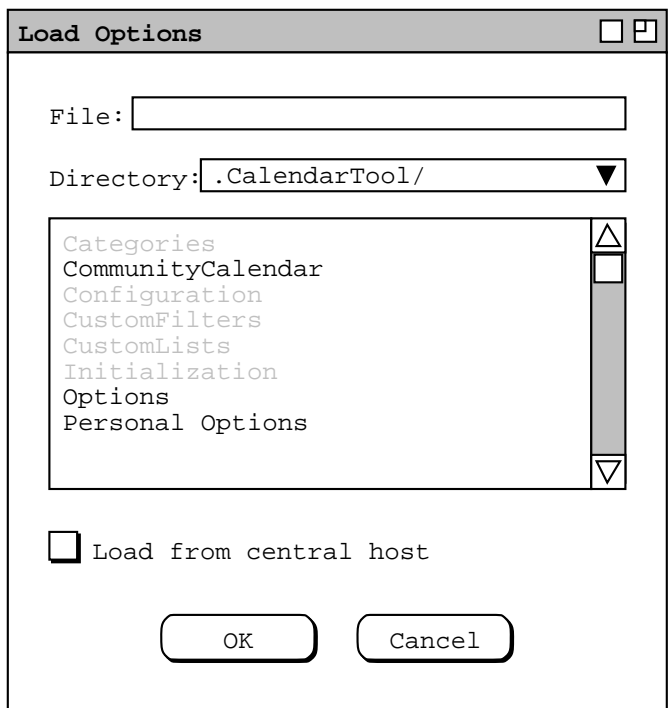 Load Options
File:
Directory: .CalendarTool/
Categories
CommunityCalendar
Configuration
CustomFilters
CustomLists
Initialization
Options
Personal Options
Load from central host
OK Cancel